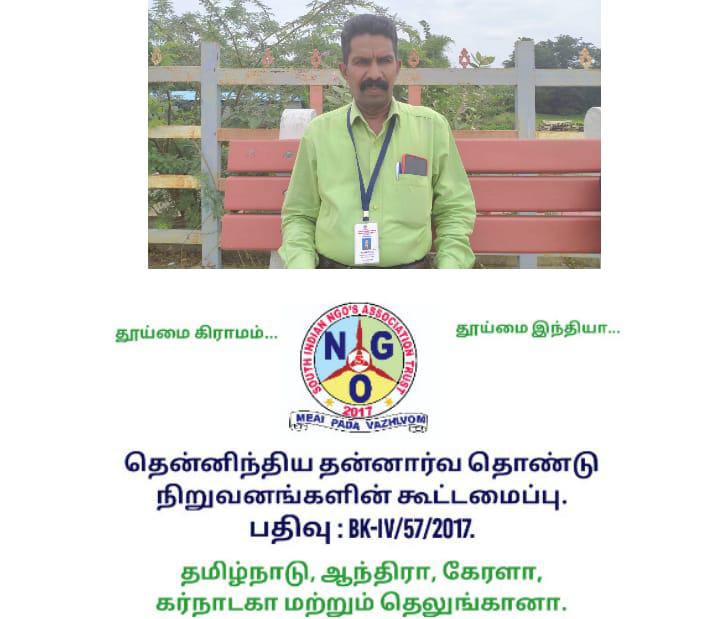 தூய்மை கிராமம்...
தூய்மை இந்தியா...
SOUTH INDIAN NGO'S ASSOCIATION TRUST
N G
S
O
2017
MEAI PADA VAZHLVOM
தென்னிந்திய தன்னார்வ தொண்டு
நிறுவனங்களின் கூட்டமைப்பு.
பதிவு : BK-IV/57/2017.
தமிழ்நாடு, ஆந்திரா, கேரளா,
கர்நாடகா மற்றும் தெலுங்கானா.